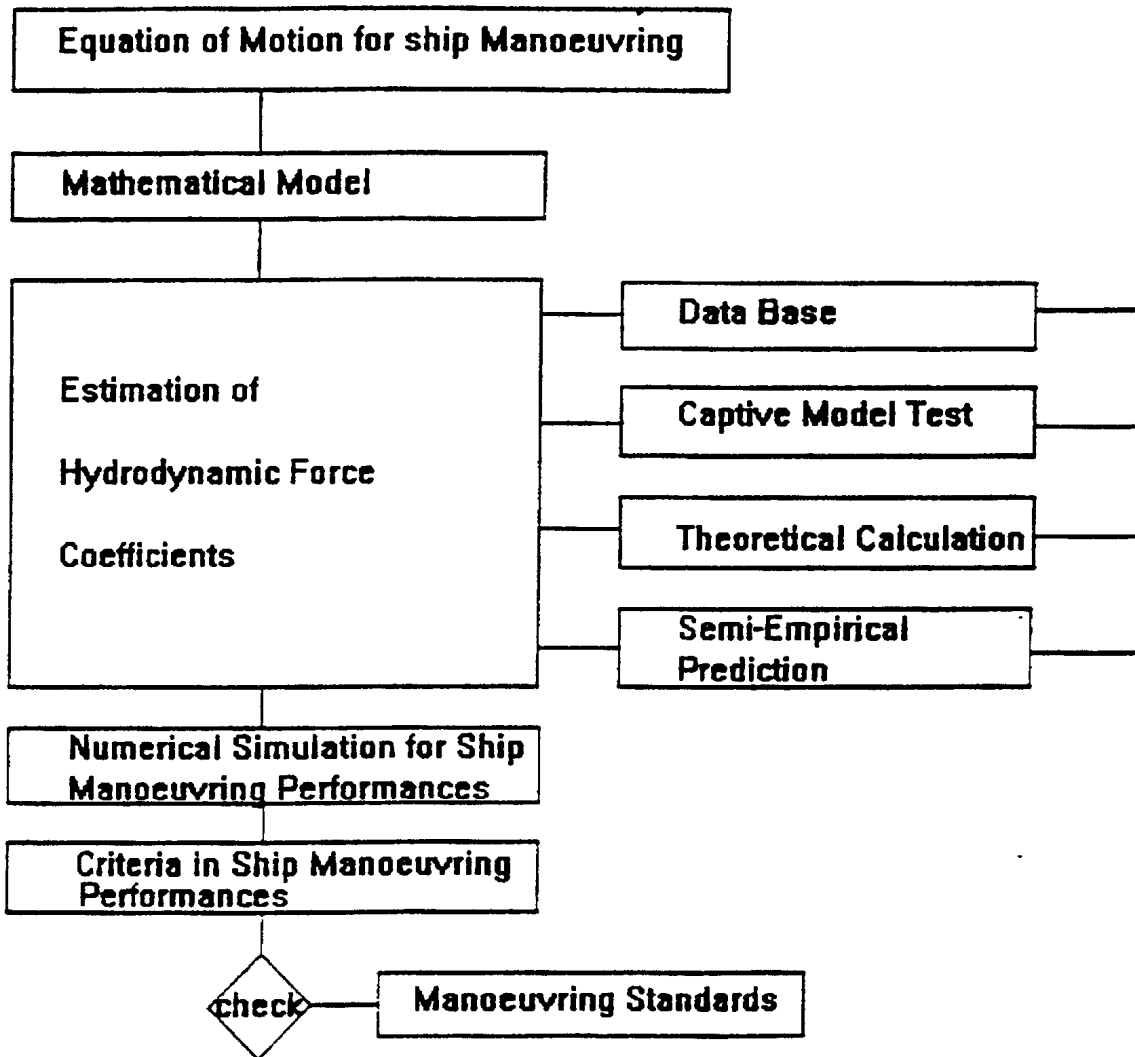 Equation of Motion for ship Manoeuvring
Mathematical Model
Estimation of
Hydrodynamic Force
Coefficients
Data Base
Captive Model Test
Theoretical Calculation
Semi-Empirical
Prediction
Numerical Simulation for Ship
Manoeuvring Performances
Criteria in Ship Manoeuvring
Performances
check
Manoeuvring Standards